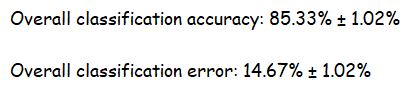 Overall classification accuracy: 85.33% ± 1.02%
Overall classification error: 14.67% ± 1.02%